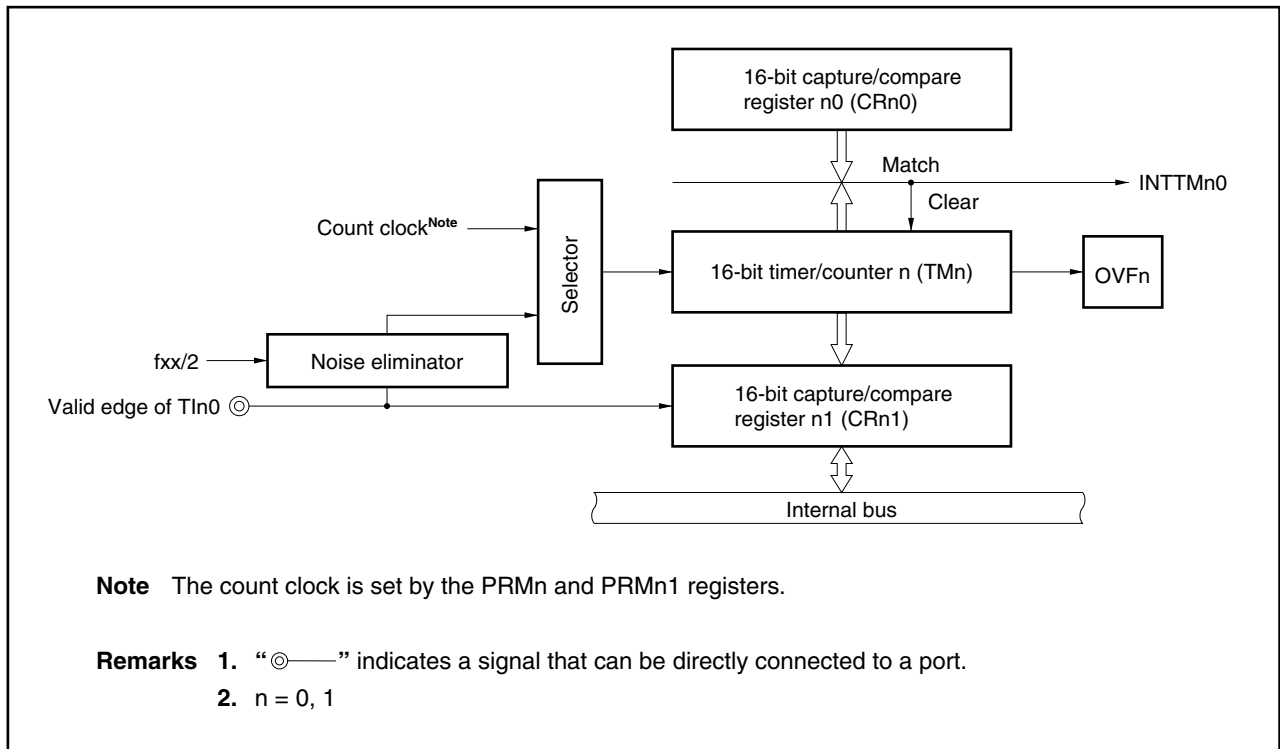 16-bit capture/compare
register n0 (CRn0)
Match
INTTMn0
Clear
Count clockNote
Selector
16-bit timer/counter n (TMn)
OVFn
fxx/2
Noise eliminator
Valid edge of TIn0
16-bit capture/compare
register n1 (CRn1)
Internal bus
Note The count clock is set by the PRMn and PRMn1 registers.
Remarks 1. “◎——” indicates a signal that can be directly connected to a port.
2. n = 0, 1